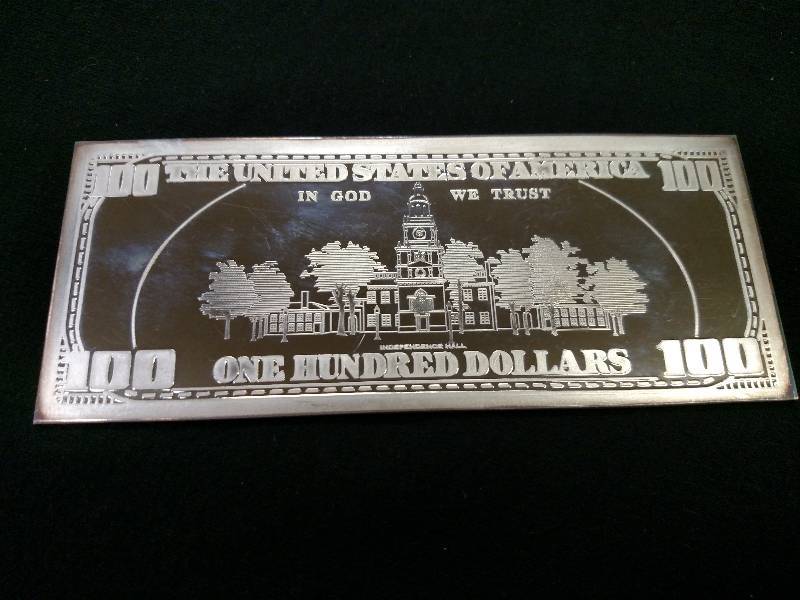 100 THE UNITED STATES OF AMERICA 100
IN GOD WE TRUST
INDEPENDENCE HALL
100 ONE HUNDRED DOLLARS 100